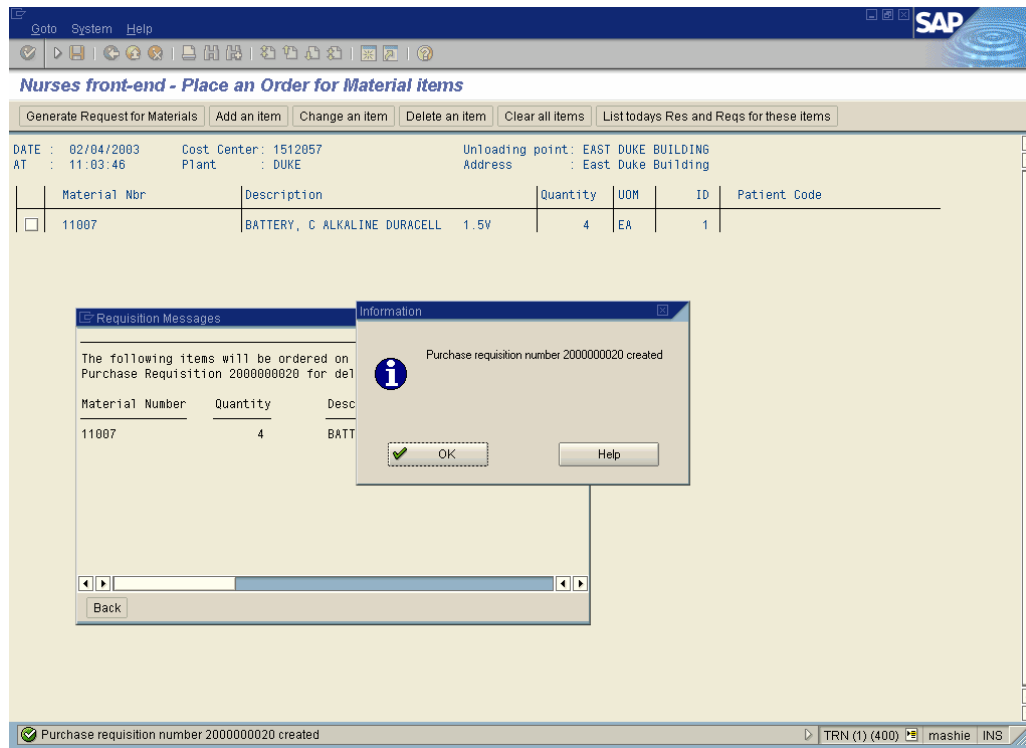 Goto System Help
SAP
Nurses front-end - Place an Order for Material items
Generate Request for Materials Add an item Change an item Delete an item Clear all items List todays Res and Reqs for these items
DATE : 02/04/2003 Cost Center: 1512057 Unloading point: EAST DUKE BUILDING
AT : 11:03:46 Plant : DUKE Address : East Duke Building
Material Nbr Description Quantity UOM ID Patient Code
11007 BATTERY, C ALKALINE DURACELL 1.5V 4 EA 1
Requisition Messages
The following items will be ordered on
Purchase Requisition 2000000020 for del
Material Number Quantity Desc
11007 4 BATT
Back
Information
Purchase requisition number 2000000020 created
OK Help
Purchase requisition number 2000000020 created TRN (1) (400) mashie INS